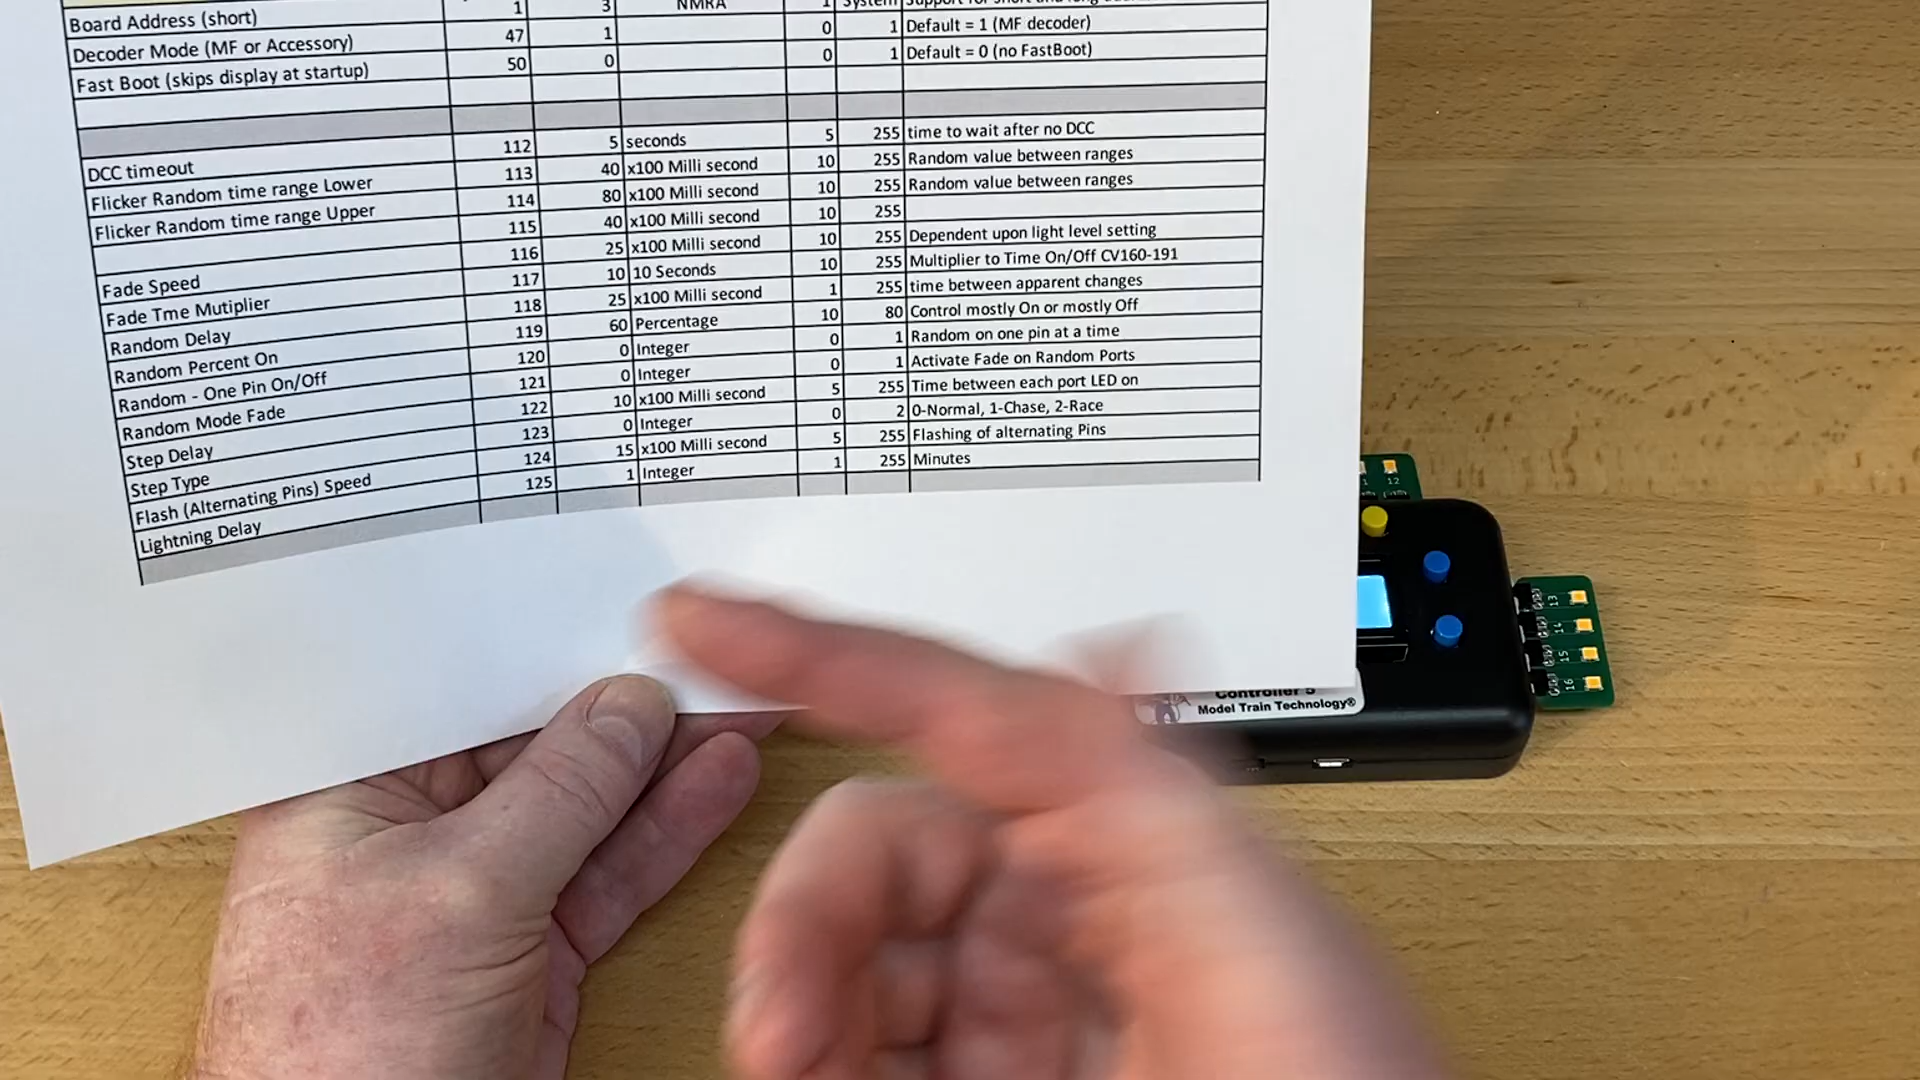 Board Address (short) 1 3 NMRA 1 System Support for short and long
Decoder Mode (MF or Accessory) 47 1 0 1 Default = 1 (MF decoder)
Fast Boot (skips display at startup) 50 0 0 1 Default = 0 (no FastBoot)
DCC timeout 112 5 seconds 5 255 time to wait after no DCC
Flicker Random time range Lower 113 40 x100 Milli second 10 255 Random value between ranges
Flicker Random time range Upper 114 80 x100 Milli second 10 255 Random value between ranges
115 40 x100 Milli second 10 255
Fade Speed 116 25 x100 Milli second 10 255 Dependent upon light level setting
Fade Tme Mutiplier 117 10 10 Seconds 10 255 Multiplier to Time On/Off CV160-191
Random Delay 118 25 x100 Milli second 1 255 time between apparent changes
Random Percent On 119 60 Percentage 10 80 Control mostly On or mostly Off
Random - One Pin On/Off 120 0 Integer 0 1 Random on one pin at a time
Random Mode Fade 121 0 Integer 0 1 Activate Fade on Random Ports
Step Delay 122 10 x100 Milli second 5 255 Time between each port LED on
Step Type 123 0 Integer 0 2 0-Normal, 1-Chase, 2-Race
Flash (Alternating Pins) Speed 124 15 x100 Milli second 5 255 Flashing of alternating Pins
Lightning Delay 125 1 Integer 1 255 Minutes
12
13
14
15
16
Controller 5
Model Train Technology®